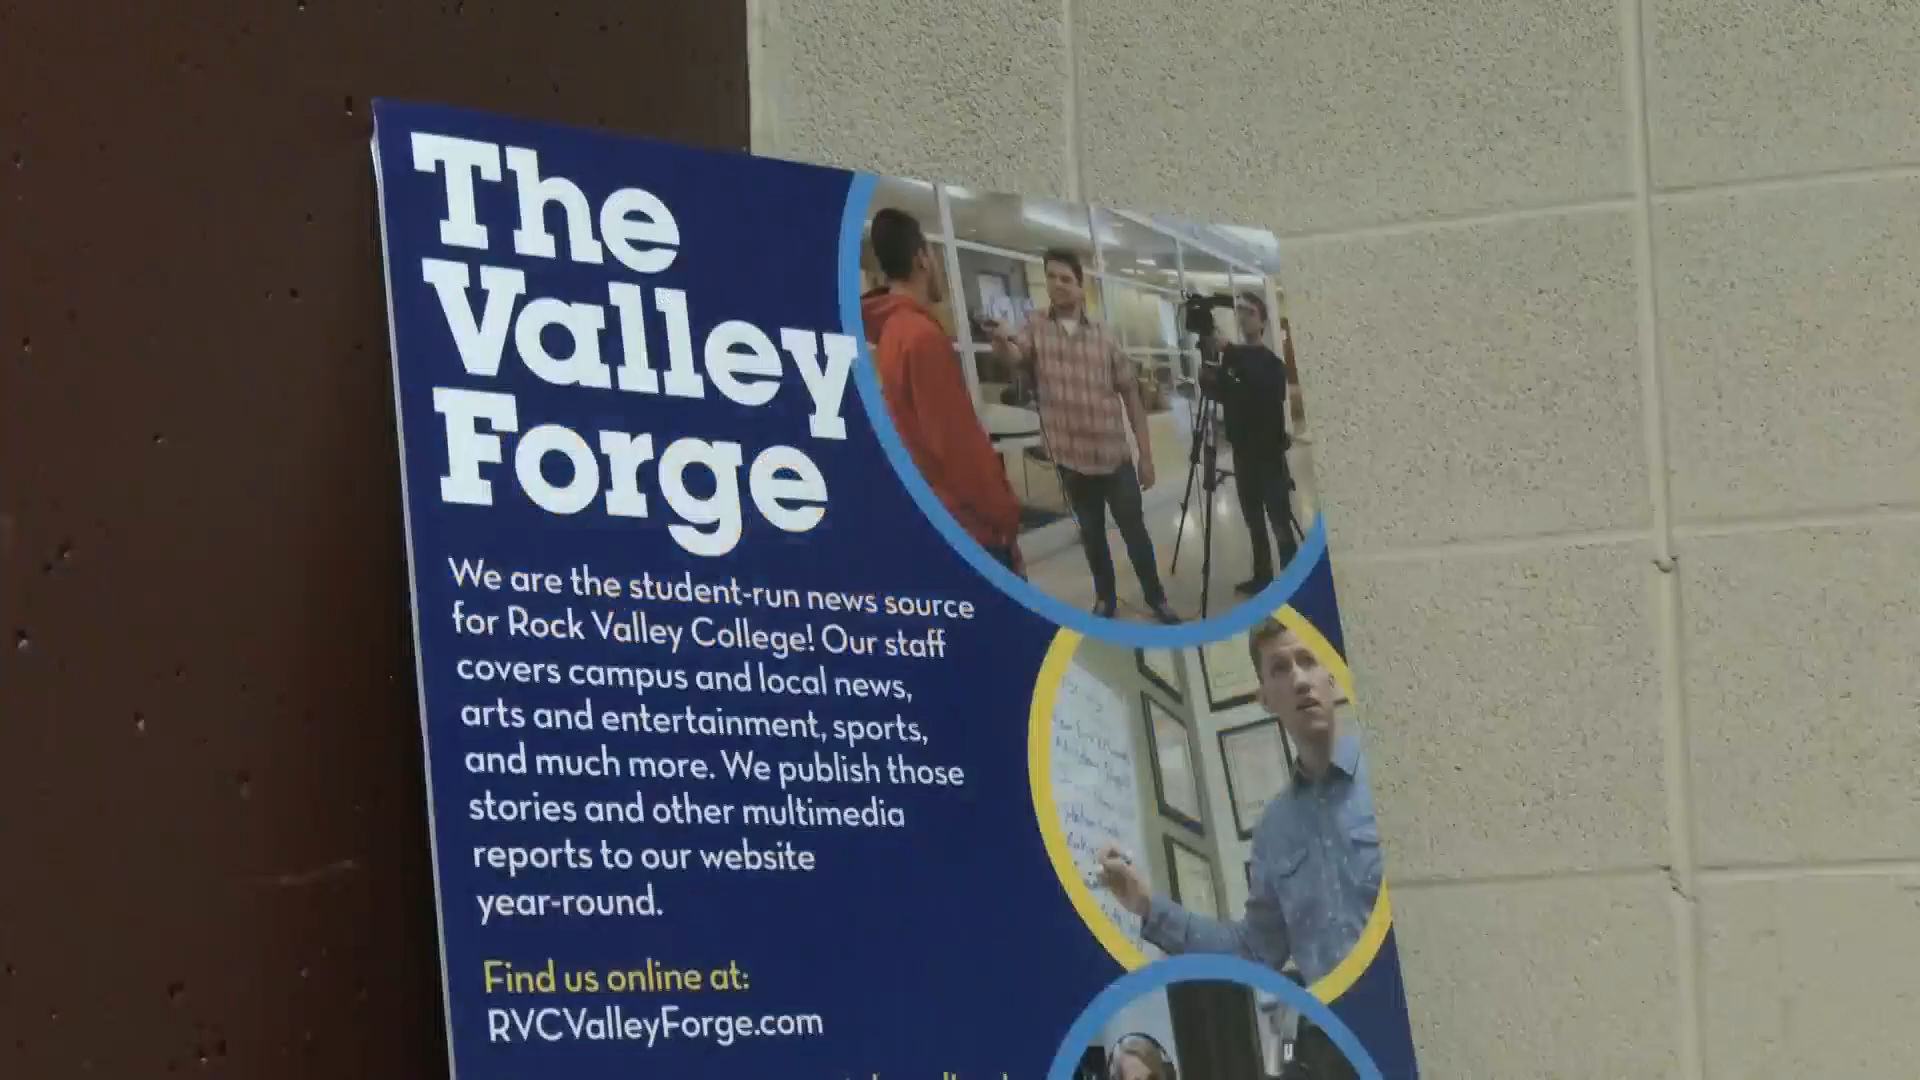 The
Valley
Forge
We are the student-run news source
for Rock Valley College! Our staff
covers campus and local news,
arts and entertainment, sports,
and much more. We publish those
stories and other multimedia
reports to our website
year-round.
Find us online at:
RVCValleyForge.com